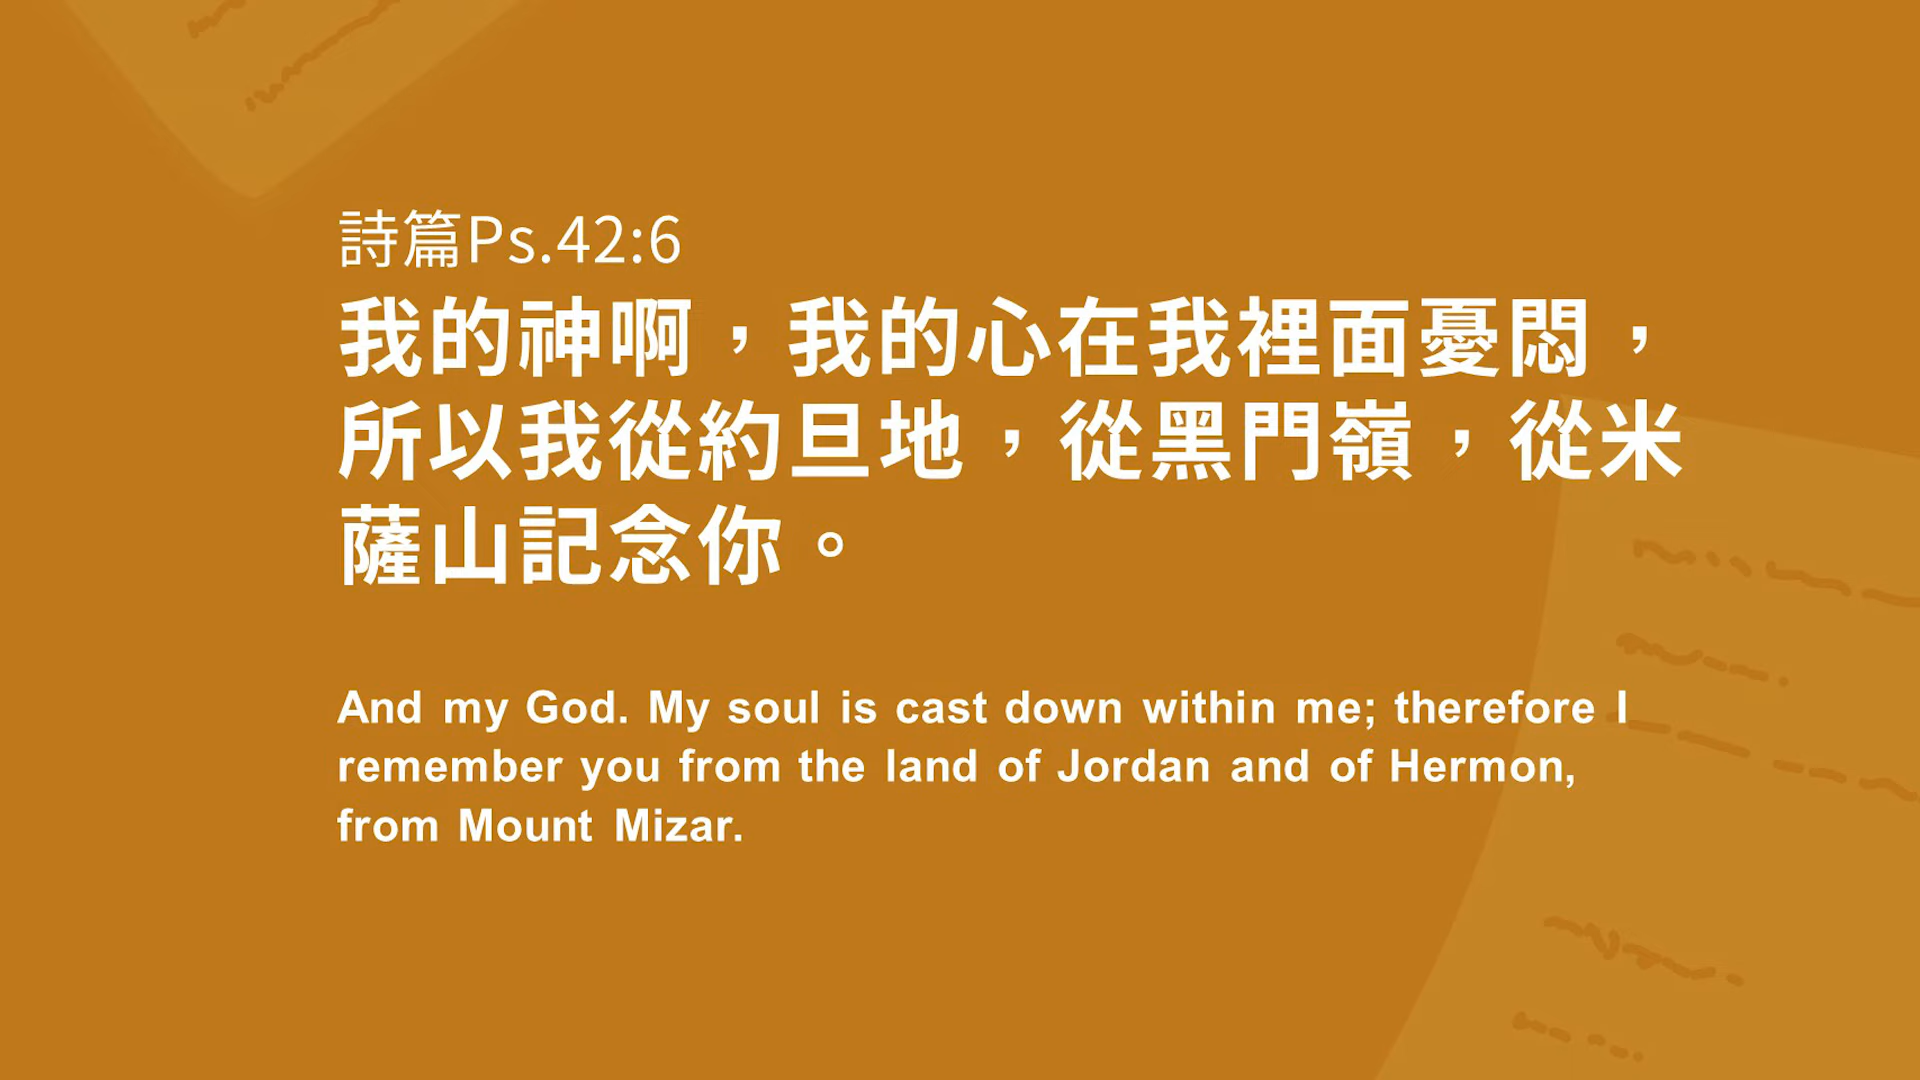 詩篇Ps.42:6
我的神啊，我的心在我裡面憂悶，
所以我從約旦地，從黑門嶺，從米
薩山記念你。
And my God. My soul is cast down within me; therefore I
remember you from the land of Jordan and of Hermon,
from Mount Mizar.